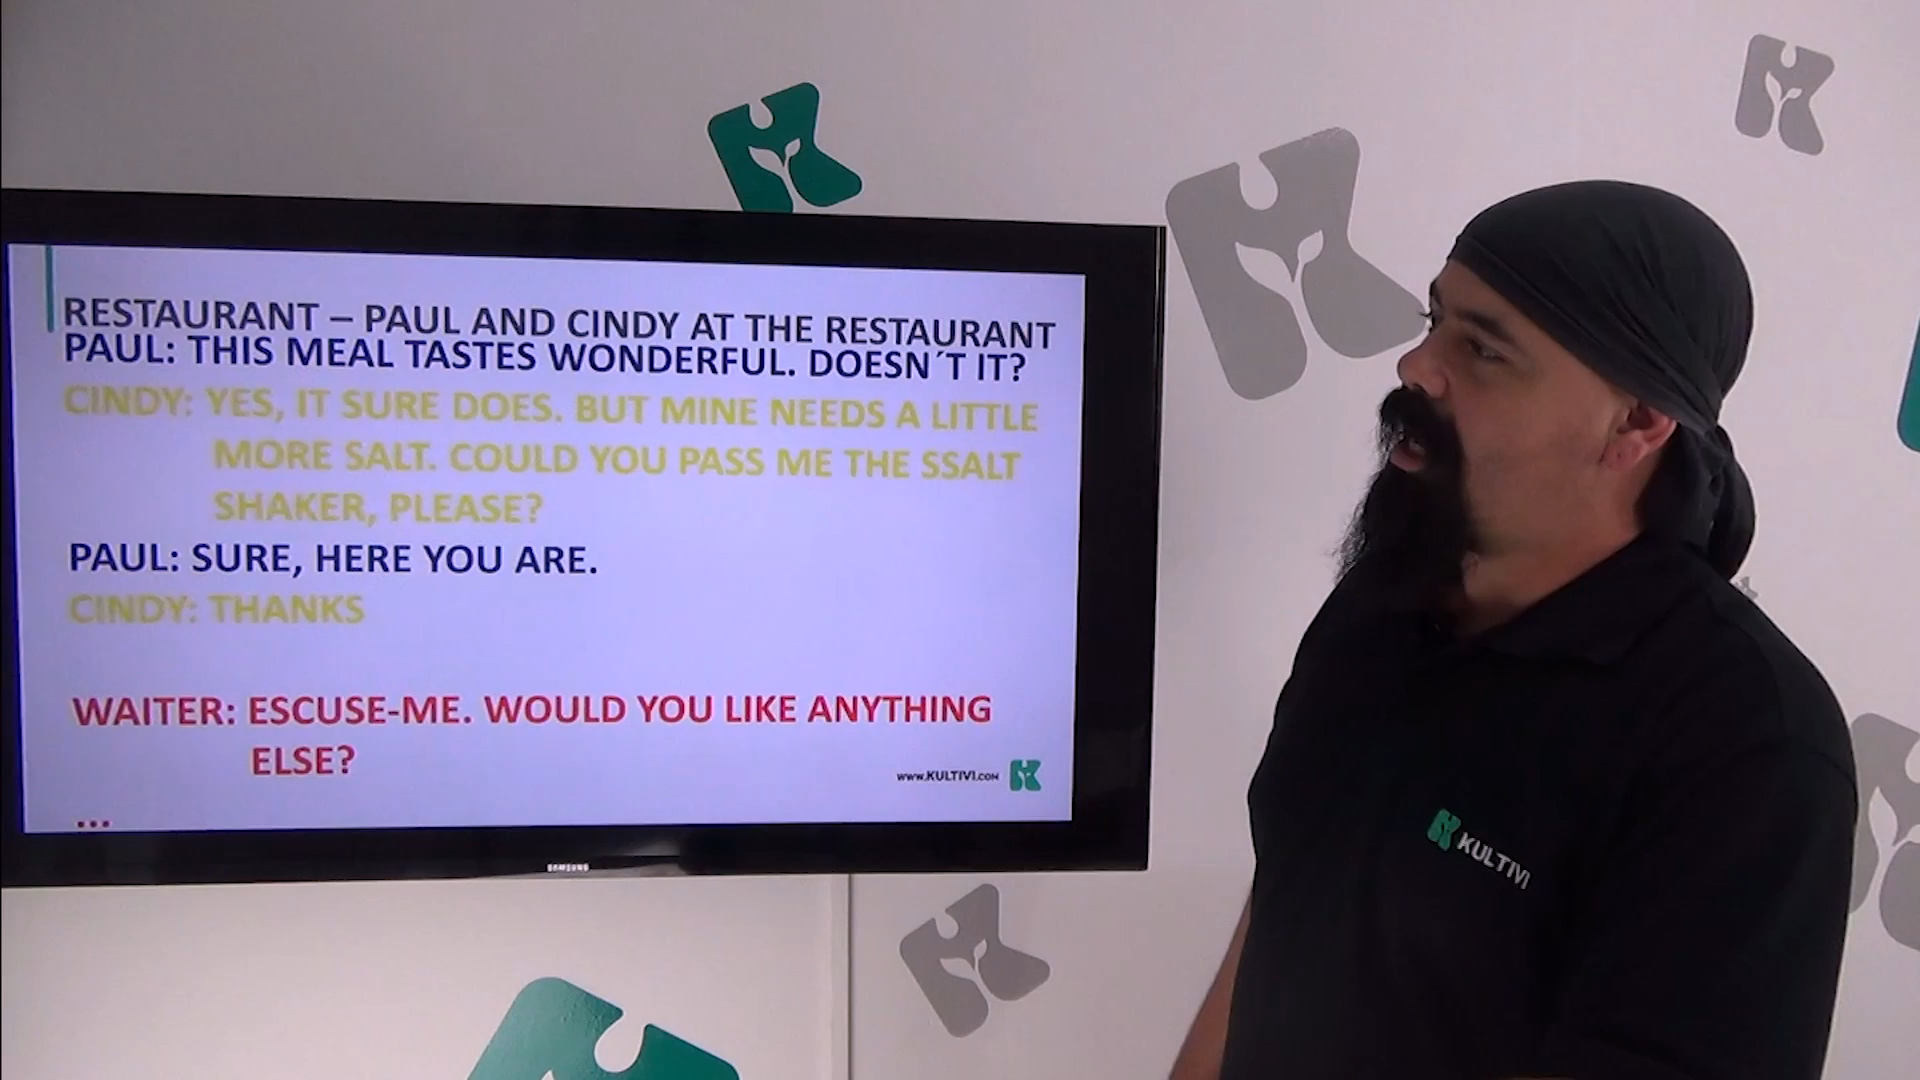 RESTAURANT – PAUL AND CINDY AT THE RESTAURANT
PAUL: THIS MEAL TASTES WONDERFUL. DOESN´T IT?
CINDY: YES, IT SURE DOES. BUT MINE NEEDS A LITTLE
MORE SALT. COULD YOU PASS ME THE SSALT
SHAKER, PLEASE?
PAUL: SURE, HERE YOU ARE.
CINDY: THANKS
WAITER: ESCUSE-ME. WOULD YOU LIKE ANYTHING
ELSE?
WWW.KULTIVI.COM
...
SAMSUNG
KULTIVI